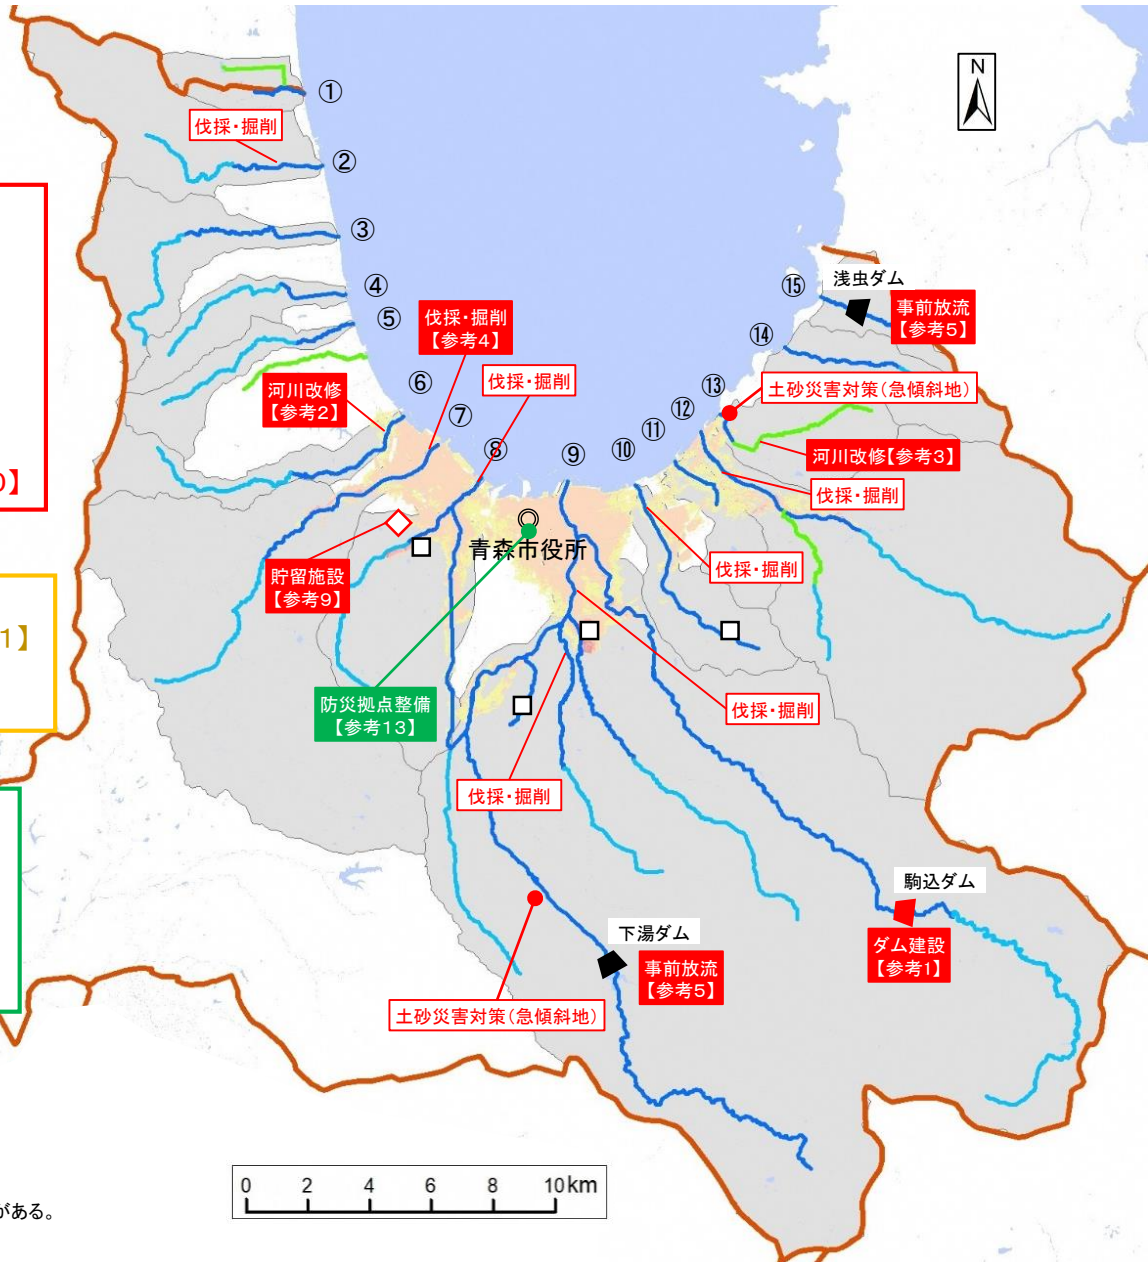 ①
N
伐採・掘削
②
③
浅虫ダム
④
⑮
事前放流
【参考5】
⑤
伐採・掘削
【参考4】
⑭
伐採・掘削
河川改修
【参考2】
⑥
⑬
土砂災害対策(急傾斜地)
⑫
⑦
⑪
⑧
⑨
⑩
河川改修【参考3】
0】
伐採・掘削
青森市役所
貯留施設
【参考9】
伐採・掘削
1】
防災拠点整備
【参考13】
伐採・掘削
伐採・掘削
駒込ダム
下湯ダム
ダム建設
【参考1】
事前放流
【参考5】
土砂災害対策(急傾斜地)
0 2 4 6 8 10km
がある。